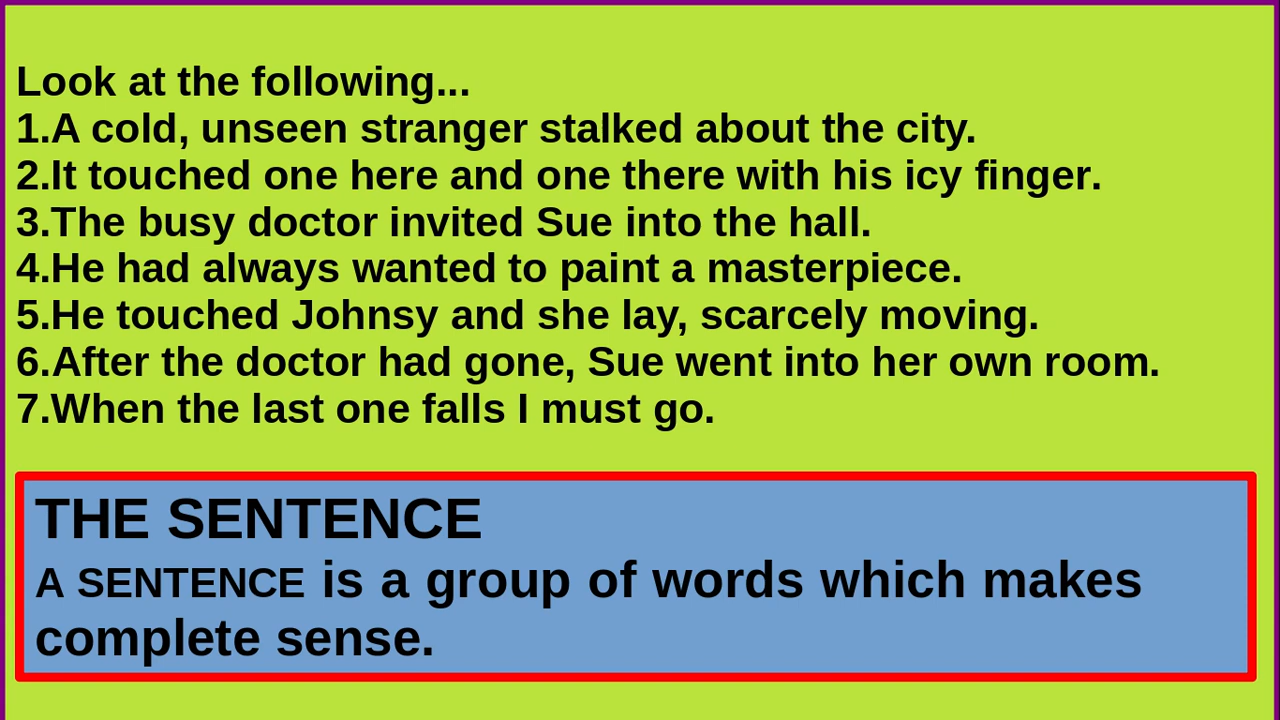 Look at the following...
1.A cold, unseen stranger stalked about the city.
2.It touched one here and one there with his icy finger.
3.The busy doctor invited Sue into the hall.
4.He had always wanted to paint a masterpiece.
5.He touched Johnsy and she lay, scarcely moving.
6.After the doctor had gone, Sue went into her own room.
7.When the last one falls I must go.
THE SENTENCE
A SENTENCE is a group of words which makes
complete sense.